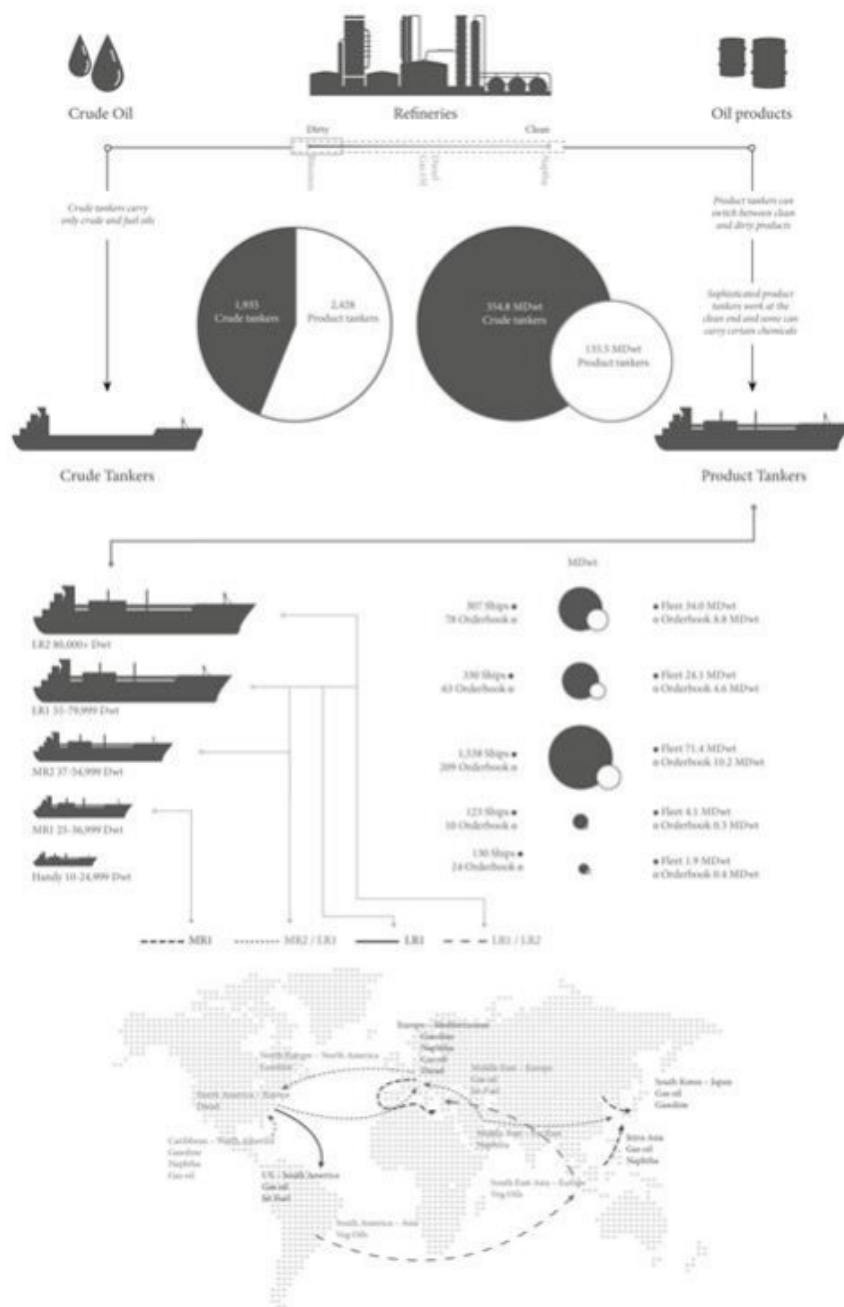 Crude Oil
Refineries
Oil products
Dirty
Clean
Diesel
Gas oil
Naptha
Crude tankers carry
only crude and fuel oils
Product tankers can
switch between clean
and dirty products
Sophisticated product
tankers work at the
clean end and some can
carry certain chemicals
Crude tankers
2,428
Product tankers
354.8 MDwt
Crude tankers
MDwt
Product tankers
Crude Tankers
Product Tankers
MDwt
LR2 80,000+ Dwt
307 Ships
78 Orderbook
Fleet 34.0 MDwt
Orderbook 8.8 MDwt
LR1 55-79,999 Dwt
330 Ships
63 Orderbook
Fleet 24.1 MDwt
Orderbook 4.6 MDwt
MR2 37-54,999 Dwt
1,538 Ships
209 Orderbook
Fleet 71.4 MDwt
Orderbook 10.2 MDwt
MR1 25-36,999 Dwt
123 Ships
10 Orderbook
Fleet 4.1 MDwt
Orderbook 0.3 MDwt
Handy 10-24,999 Dwt
130 Ships
24 Orderbook
Fleet 1.9 MDwt
Orderbook 0.4 MDwt
MR1
MR2 / LR1
LR1
LR1 / LR2
Europe - Mediterranean
Gasoline
Naphtha
Gas oil
Diesel
North Europe - North America
Gasoline
Middle East - Europe
Gas oil
Jet Fuel
South Korea - Japan
Gas oil
Gasoline
North America - Europe
Diesel
Middle East - Far East
Naphtha
Intra Asia
Gas oil
Naphtha
Caribbean - North America
Gasoline
Naphtha
Gas oil
US - South America
Gas oil
Jet Fuel
South East Asia - Europe
Veg Oils
South America - Asia
Veg Oils